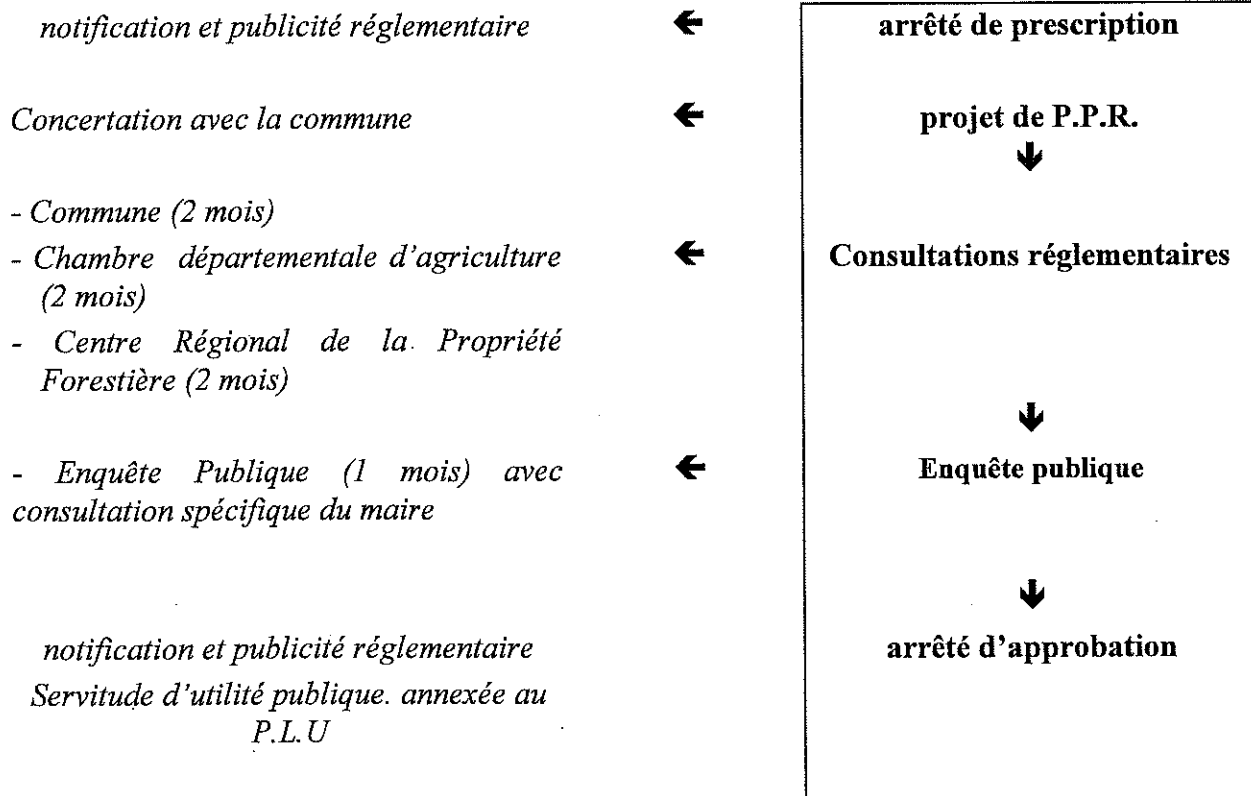 notification et publicité réglementaire ← arrêté de prescription
Concertation avec la commune ← projet de P.P.R.
↓
- Commune (2 mois)
- Chambre départementale d'agriculture ← Consultations réglementaires
(2 mois)
- Centre Régional de la Propriété
Forestière (2 mois)
↓
- Enquête Publique (1 mois) avec ← Enquête publique
consultation spécifique du maire
↓
notification et publicité réglementaire arrêté d'approbation
Servitude d'utilité publique. annexée au
P.L.U